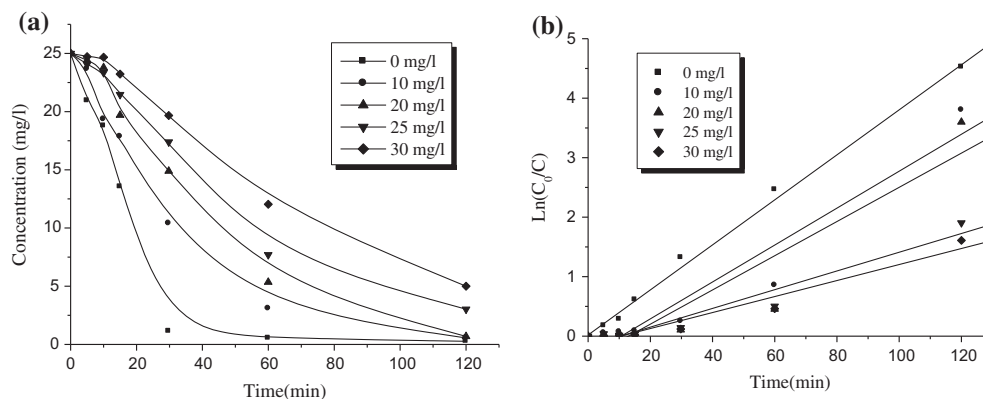 (a)
25
20
15
10
5
0
Concentration (mg/l)
0 20 40 60 80 100 120
Time(min)
0 mg/l
10 mg/l
20 mg/l
25 mg/l
30 mg/l
(b)
5
4
3
2
1
0
Ln(C₀/C)
0 20 40 60 80 100 120
Time(min)
0 mg/l
10 mg/l
20 mg/l
25 mg/l
30 mg/l